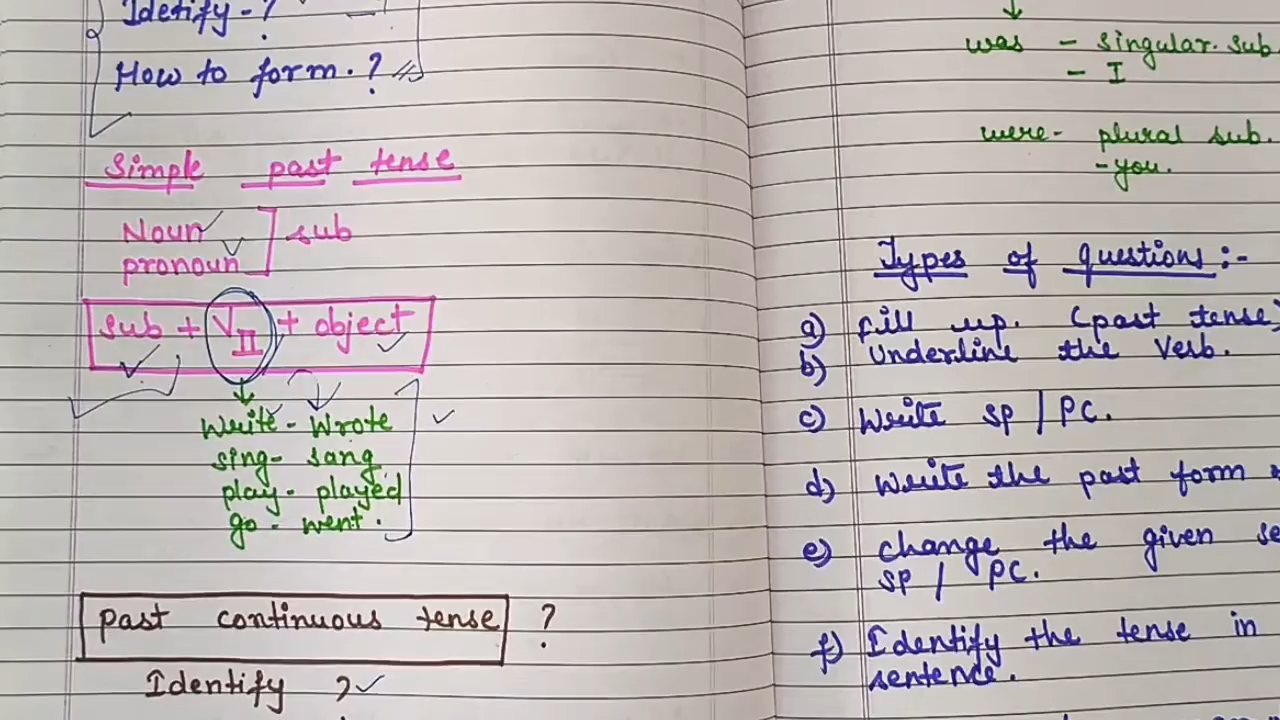 Idetify - ?
How to form. ?
Simple past tense
Noun
pronoun
sub
sub + VII + object
Write - Wrote
sing - sang
play - played
go - went.
Past continuous tense ?
Identify ?
was - singular. sub
- I
were - plural sub.
- you.
Types of questions :-
a) fill up. (past tense)
b) Underline the Verb.
c) Write SP / PC.
d) Write the past form
e) change the given se
SP / PC.
f) Identify the tense in
sentence.